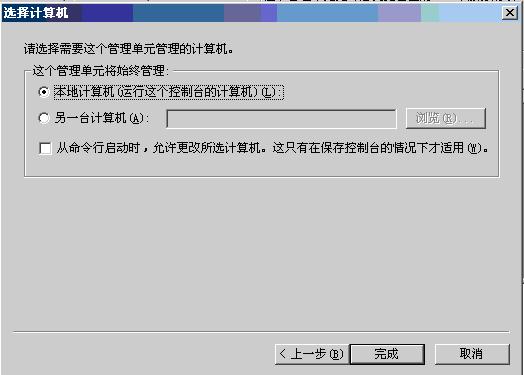 选择计算机
请选择需要这个管理单元管理的计算机。
这个管理单元将始终管理:
本地计算机(运行这个控制台的计算机)(L):
另一台计算机(A):
浏览(R)...
从命令行启动时，允许更改所选计算机。这只有在保存控制台的情况下才适用(W)。
< 上一步(B)
完成
取消